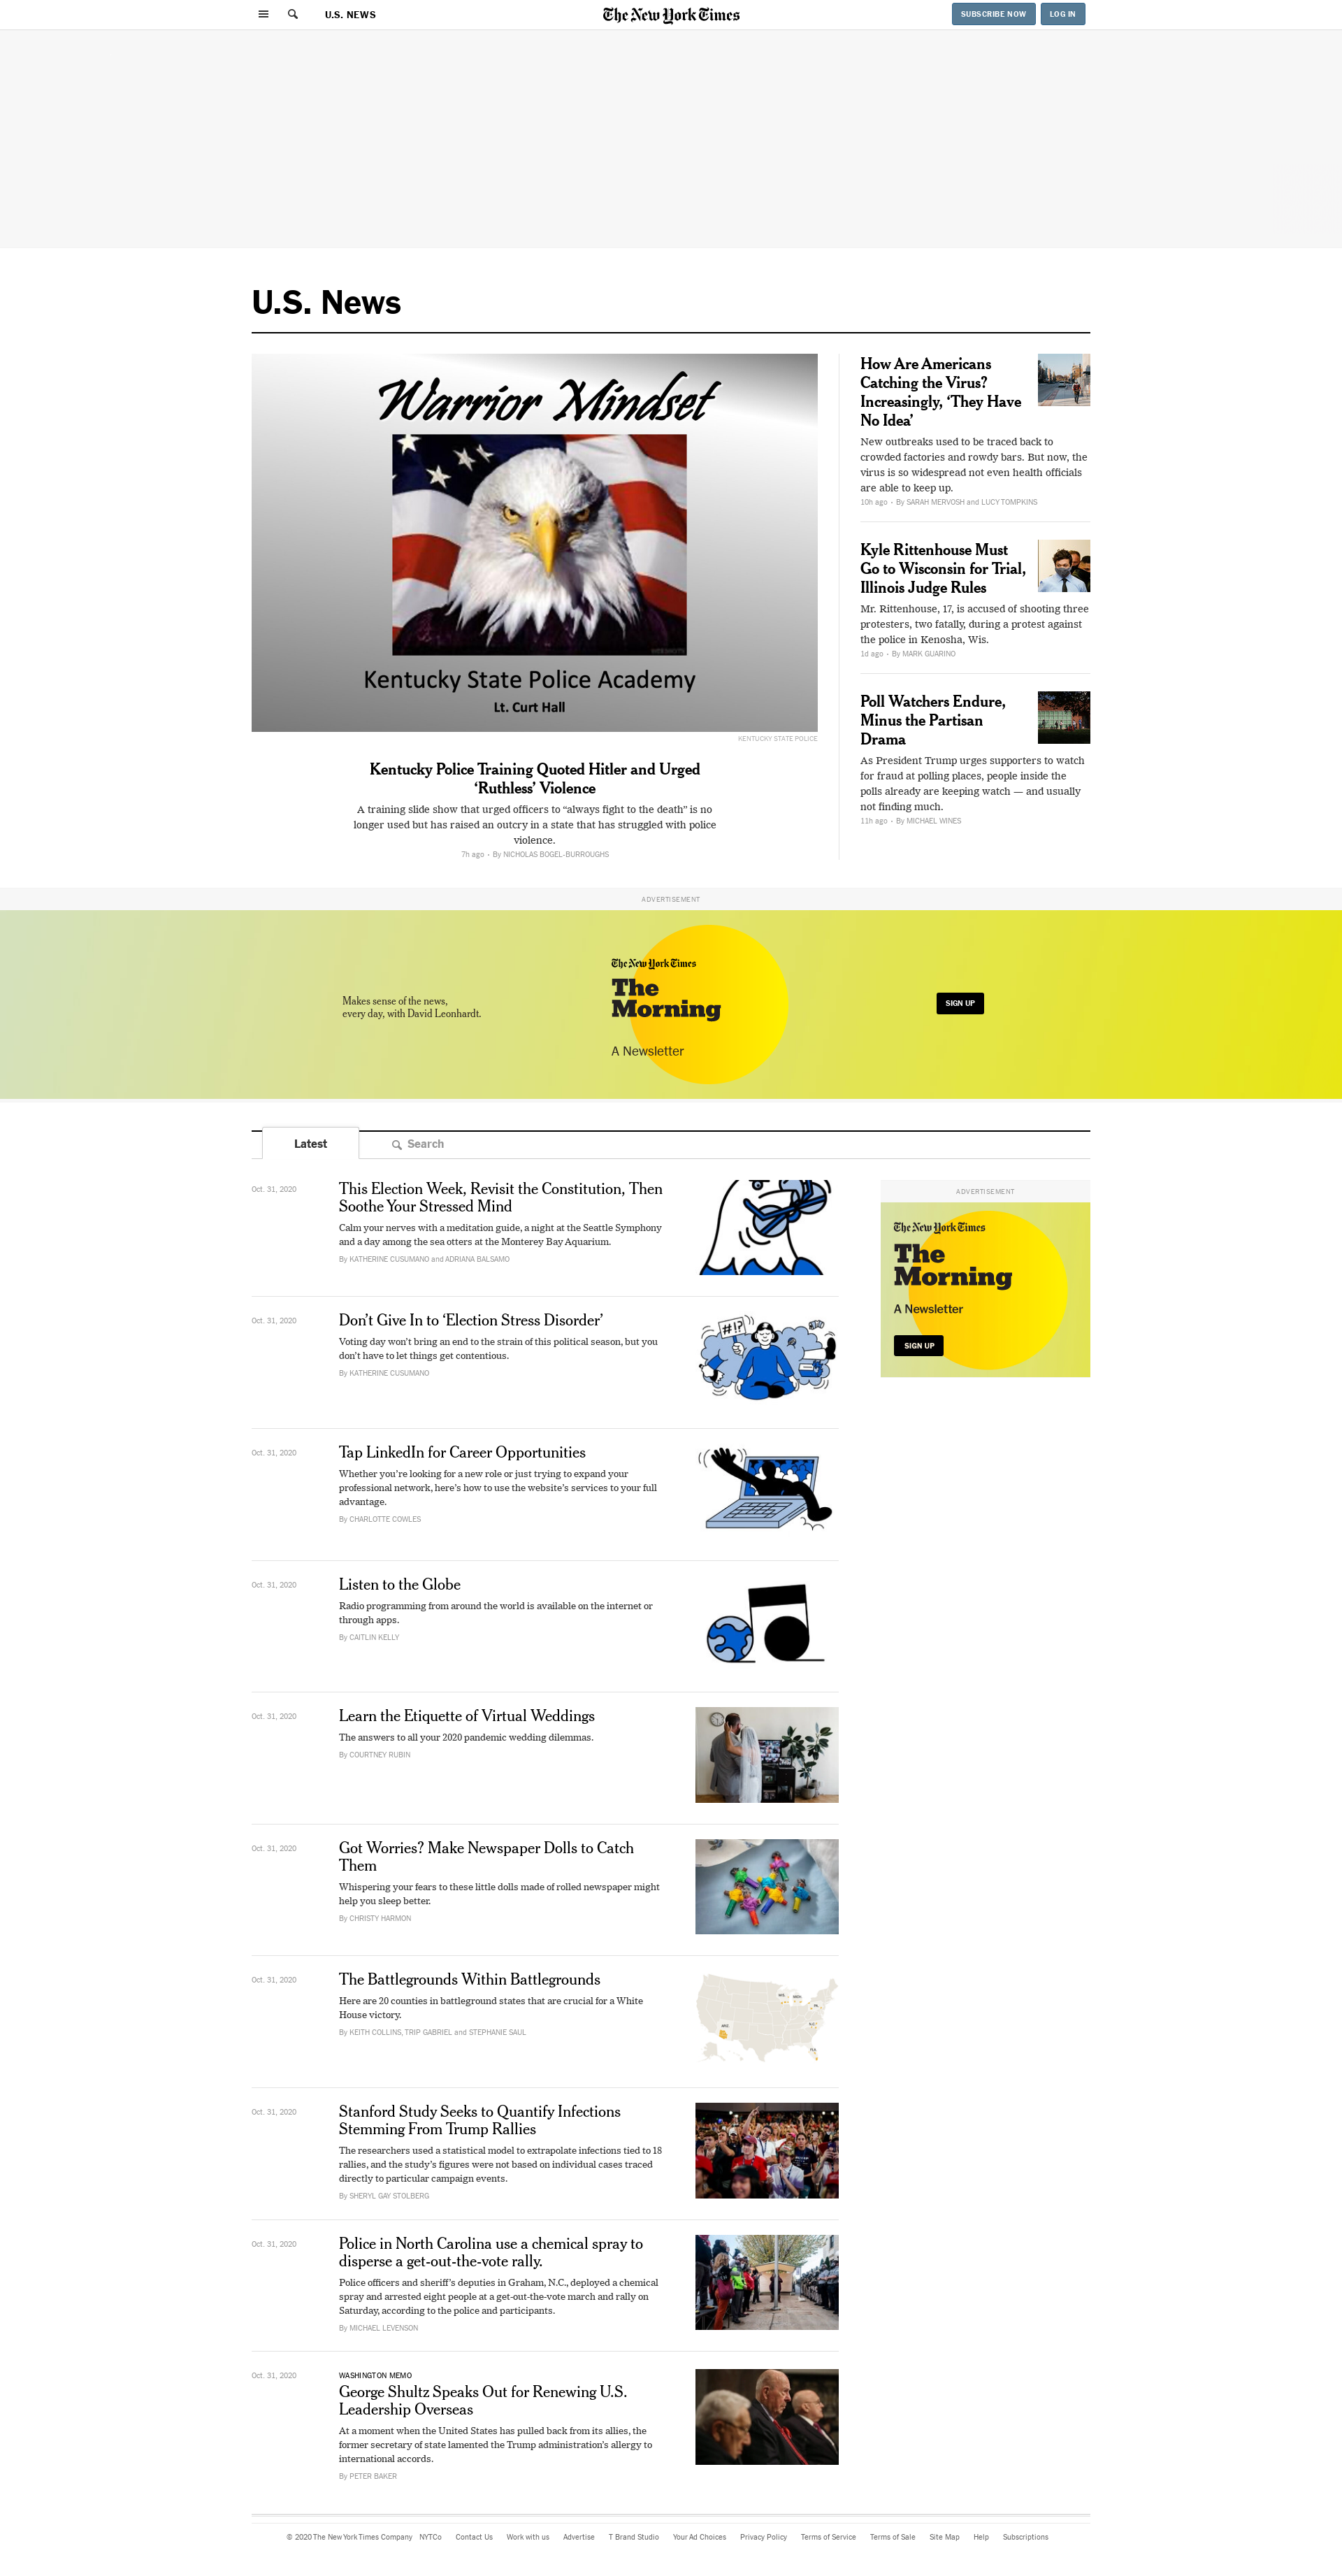 U.S. NEWS
The New York Times
SUBSCRIBE NOW
LOG IN
U.S. News
Warrior Mindset
Kentucky State Police Academy
Lt. Curt Hall
KENTUCKY STATE POLICE
Kentucky Police Training Quoted Hitler and Urged
‘Ruthless’ Violence
A training slide show that urged officers to “always fight to the death” is no
longer used but has raised an outcry in a state that has struggled with police
violence.
7h ago • By NICHOLAS BOGEL-BURROUGHS
How Are Americans
Catching the Virus?
Increasingly, ‘They Have
No Idea’
New outbreaks used to be traced back to
crowded factories and rowdy bars. But now, the
virus is so widespread not even health officials
are able to keep up.
10h ago • By SARAH MERVOSH and LUCY TOMPKINS
Kyle Rittenhouse Must
Go to Wisconsin for Trial,
Illinois Judge Rules
Mr. Rittenhouse, 17, is accused of shooting three
protesters, two fatally, during a protest against
the police in Kenosha, Wis.
1d ago • By MARK GUARINO
Poll Watchers Endure,
Minus the Partisan
Drama
As President Trump urges supporters to watch
for fraud at polling places, people inside the
polls already are keeping watch — and usually
not finding much.
11h ago • By MICHAEL WINES
ADVERTISEMENT
Makes sense of the news,
every day, with David Leonhardt.
The New York Times
The
Morning
A Newsletter
SIGN UP
Latest
Search
Oct. 31, 2020
This Election Week, Revisit the Constitution, Then
Soothe Your Stressed Mind
Calm your nerves with a meditation guide, a night at the Seattle Symphony
and a day among the sea otters at the Monterey Bay Aquarium.
By KATHERINE CUSUMANO and ADRIANA BALSAMO
ADVERTISEMENT
The New York Times
The
Morning
A Newsletter
SIGN UP
Oct. 31, 2020
Don’t Give In to ‘Election Stress Disorder’
Voting day won’t bring an end to the strain of this political season, but you
don’t have to let things get contentious.
By KATHERINE CUSUMANO
#!?
Oct. 31, 2020
Tap LinkedIn for Career Opportunities
Whether you’re looking for a new role or just trying to expand your
professional network, here’s how to use the website’s services to your full
advantage.
By CHARLOTTE COWLES
Oct. 31, 2020
Listen to the Globe
Radio programming from around the world is available on the internet or
through apps.
By CAITLIN KELLY
Oct. 31, 2020
Learn the Etiquette of Virtual Weddings
The answers to all your 2020 pandemic wedding dilemmas.
By COURTNEY RUBIN
Oct. 31, 2020
Got Worries? Make Newspaper Dolls to Catch
Them
Whispering your fears to these little dolls made of rolled newspaper might
help you sleep better.
By CHRISTY HARMON
Oct. 31, 2020
The Battlegrounds Within Battlegrounds
Here are 20 counties in battleground states that are crucial for a White
House victory.
By KEITH COLLINS, TRIP GABRIEL and STEPHANIE SAUL
Oct. 31, 2020
Stanford Study Seeks to Quantify Infections
Stemming From Trump Rallies
The researchers used a statistical model to extrapolate infections tied to 18
rallies, and the study’s figures were not based on individual cases traced
directly to particular campaign events.
By SHERYL GAY STOLBERG
Oct. 31, 2020
Police in North Carolina use a chemical spray to
disperse a get-out-the-vote rally.
Police officers and sheriff’s deputies in Graham, N.C., deployed a chemical
spray and arrested eight people at a get-out-the-vote march and rally on
Saturday, according to the police and participants.
By MICHAEL LEVENSON
Oct. 31, 2020
WASHINGTON MEMO
George Shultz Speaks Out for Renewing U.S.
Leadership Overseas
At a moment when the United States has pulled back from its allies, the
former secretary of state lamented the Trump administration’s allergy to
international accords.
By PETER BAKER
© 2020 The New York Times Company NYTCo Contact Us Work with us Advertise T Brand Studio Your Ad Choices Privacy Policy Terms of Service Terms of Sale Site Map Help Subscriptions